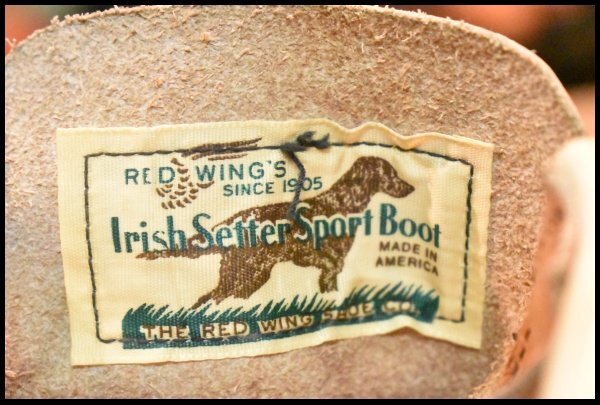 RED WING'S
SINCE 1905
Irish Setter Sport Boot
MADE IN
AMERICA
THE RED WING SHOE CO.